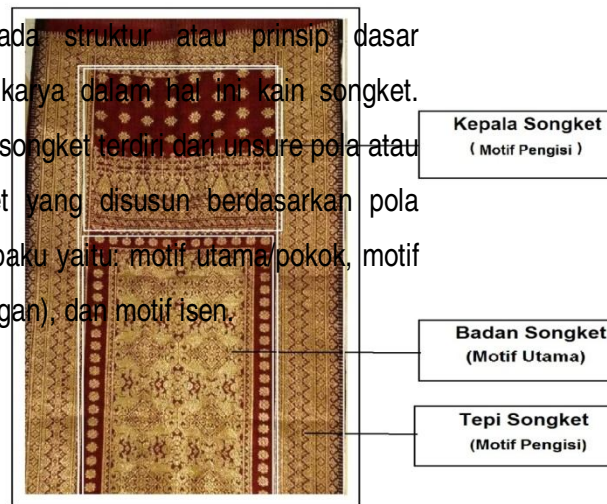 ada struktur atau prinsip dasar
karya dalam hal ini kain songket.
songket terdiri dari unsure pola atau
et yang disusun berdasarkan pola
baku yaitu: motif utama/pokok, motif
gan), dan motif isen.
Kepala Songket
( Motif Pengisi )
Badan Songket
(Motif Utama)
Tepi Songket
(Motif Pengisi)